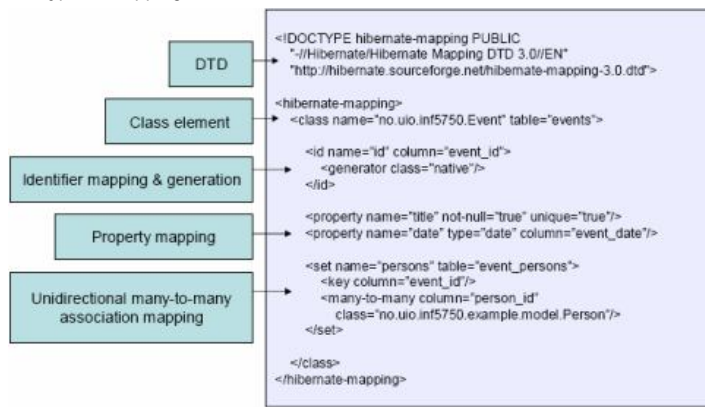 DTD
Class element
Identifier mapping & generation
Property mapping
Unidirectional many-to-many
association mapping
<!DOCTYPE hibernate-mapping PUBLIC
"-//Hibernate/Hibernate Mapping DTD 3.0//EN"
"http://hibernate.sourceforge.net/hibernate-mapping-3.0.dtd">
<hibernate-mapping>
<class name="no.uio.inf5750.Event" table="events">
<id name="id" column="event_id">
<generator class="native"/>
</id>
<property name="title" not-null="true" unique="true"/>
<property name="date" type="date" column="event_date"/>
<set name="persons" table="event_persons">
<key column="event_id"/>
<many-to-many column="person_id"
class="no.uio.inf5750.example.model.Person"/>
</set>
</class>
</hibernate-mapping>